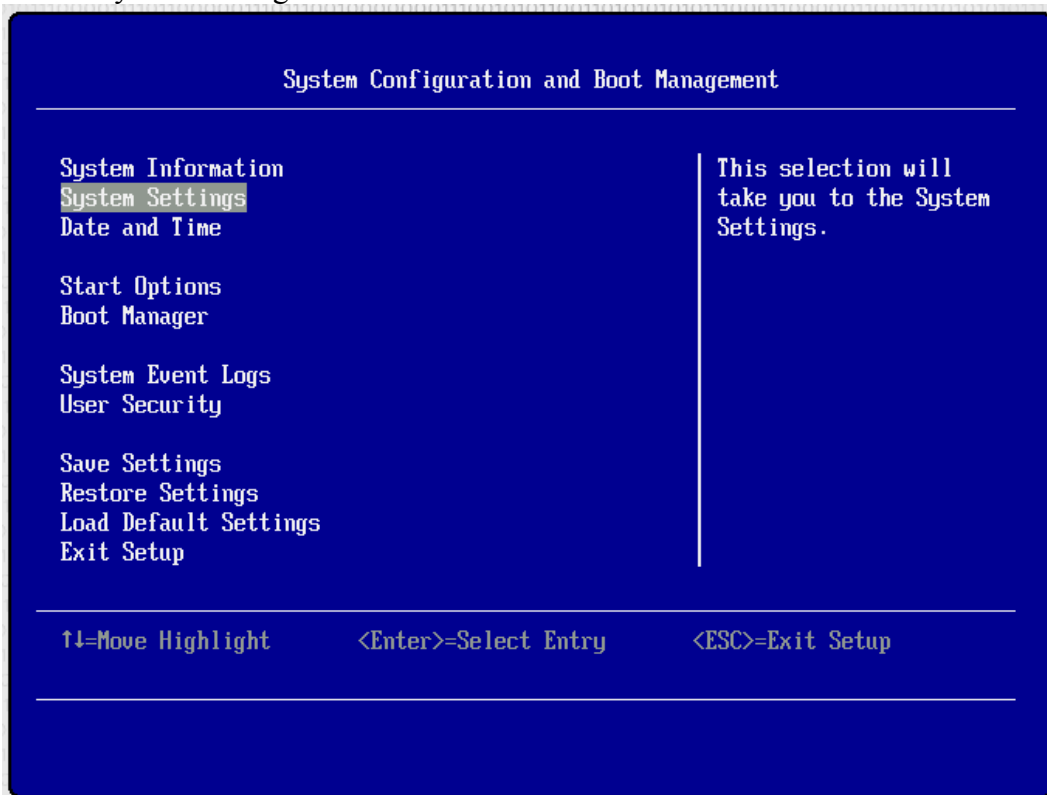 System Configuration and Boot Management
System Information
System Settings
Date and Time
Start Options
Boot Manager
System Event Logs
User Security
Save Settings
Restore Settings
Load Default Settings
Exit Setup
This selection will
take you to the System
Settings.
↑↓=Move Highlight <Enter>=Select Entry <ESC>=Exit Setup